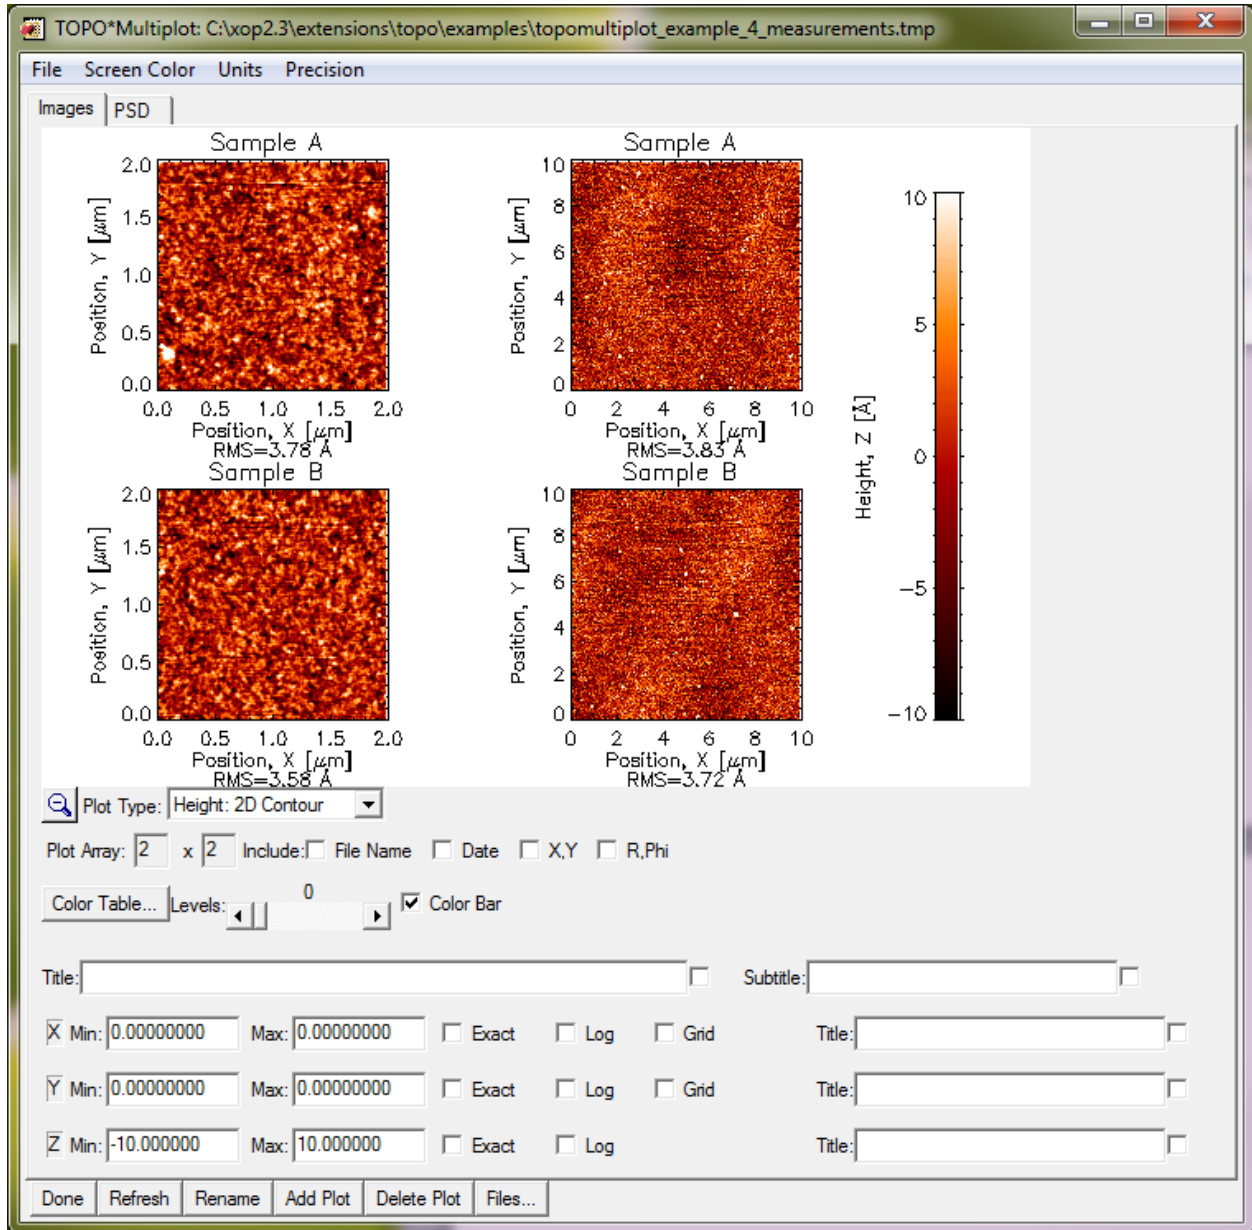 TOPO*Multiplot: C:\xop2.3\extensions\topo\examples\topomultiplot_example_4_measurements.tmp
File Screen Color Units Precision
Images PSD
Sample A
2.0
1.5
1.0
0.5
0.0
Position, Y [μm]
0.0 0.5 1.0 1.5 2.0
Position, X [μm]
RMS=3.78 Å
Sample A
10
8
6
4
2
0
Position, Y [μm]
0 2 4 6 8 10
Position, X [μm]
RMS=3.83 Å
Sample B
2.0
1.5
1.0
0.5
0.0
Position, Y [μm]
0.0 0.5 1.0 1.5 2.0
Position, X [μm]
RMS=3.58 Å
Sample B
10
8
6
4
2
0
Position, Y [μm]
0 2 4 6 8 10
Position, X [μm]
RMS=3.72 Å
10
5
0
-5
-10
Height, Z [Å]
Plot Type: Height: 2D Contour
Plot Array: 2 x 2 Include: File Name Date X,Y R,Phi
Color Table... Levels: 0 Color Bar
Title: Subtitle:
X Min: 0.00000000 Max: 0.00000000 Exact Log Grid Title:
Y Min: 0.00000000 Max: 0.00000000 Exact Log Grid Title:
Z Min: -10.000000 Max: 10.000000 Exact Log Title:
Done Refresh Rename Add Plot Delete Plot Files...